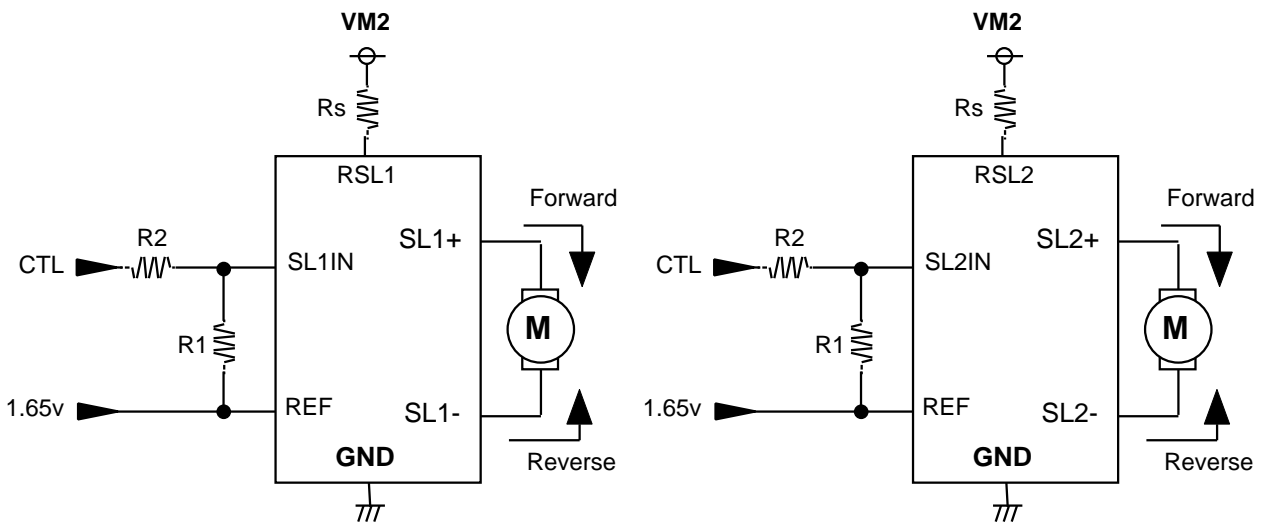 VM2
Rs
RSL1
Forward
R2
SL1+
CTL
SL1IN
M
R1
1.65v
REF
SL1-
GND
Reverse
VM2
Rs
RSL2
Forward
R2
SL2+
CTL
SL2IN
M
R1
1.65v
REF
SL2-
GND
Reverse